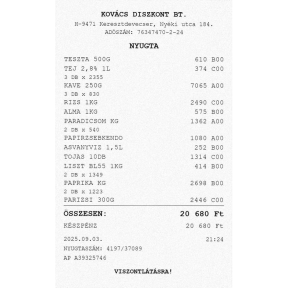 KOVÁCS DISZKONT BT.
H-9471 Keresztdevecser, Nyéki utca 184.
ADÓSZÁM: 76347470-2-24
NYUGTA
TESZTA 500G 610 B00
TEJ 2,8% 1L 374 C00
3 DB x 2355
KAVE 250G 7065 A00
3 DB x 830
RIZS 1KG 2490 C00
ALMA 1KG 575 B00
PARADICSOM KG 1362 A00
2 DB x 540
PAPIRZSEBKENDO 1080 A00
ASVANYVIZ 1,5L 252 B00
TOJAS 10DB 1314 C00
LISZT BL55 1KG 414 B00
2 DB x 1349
PAPRIKA KG 2698 B00
2 DB x 1223
PARIZSI 300G 2446 C00
ÖSSZESEN: 20 680 Ft
KÉSZPÉNZ 20 680 Ft
2025.09.03. 21:24
NYUGTASZÁM: 4197/37089
AP A39325746
VISZONTLÁTÁSRA!